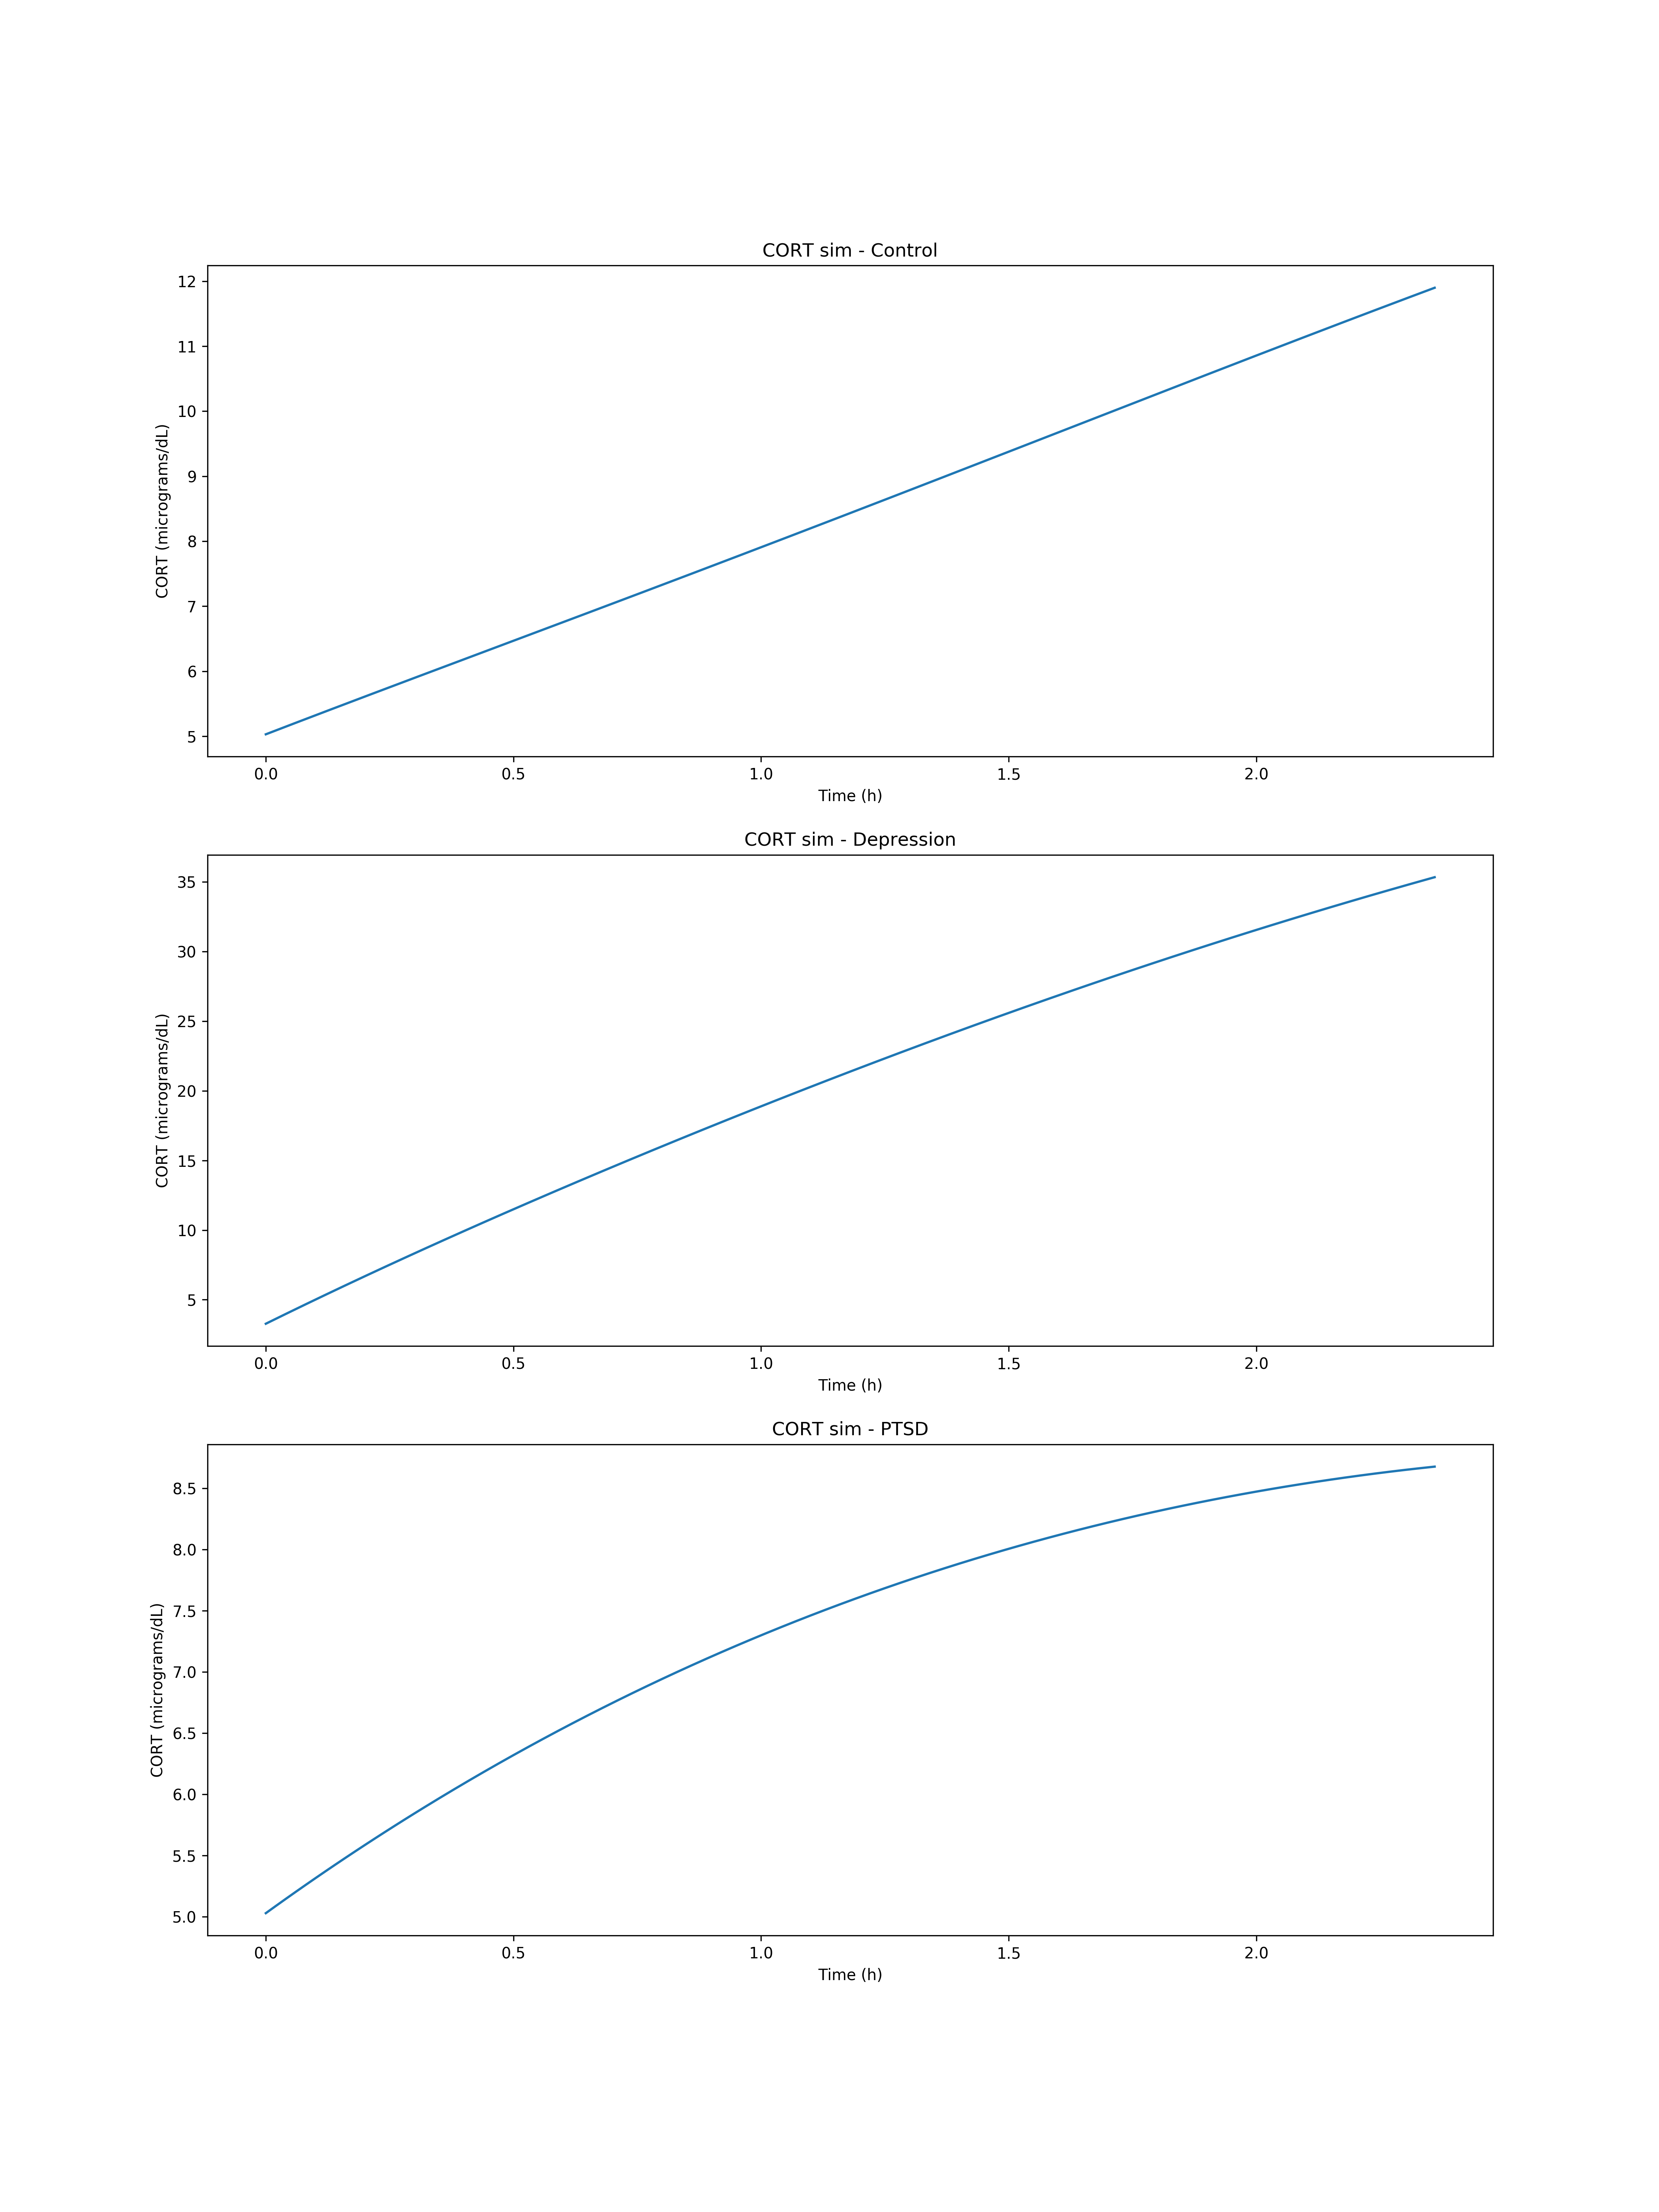 CORT sim - Control
12
11
10
9
8
7
6
5
CORT (micrograms/dL)
0.0 0.5 1.0 1.5 2.0
Time (h)
CORT sim - Depression
35
30
25
20
15
10
5
CORT (micrograms/dL)
0.0 0.5 1.0 1.5 2.0
Time (h)
CORT sim - PTSD
8.5
8.0
7.5
7.0
6.5
6.0
5.5
5.0
CORT (micrograms/dL)
0.0 0.5 1.0 1.5 2.0
Time (h)